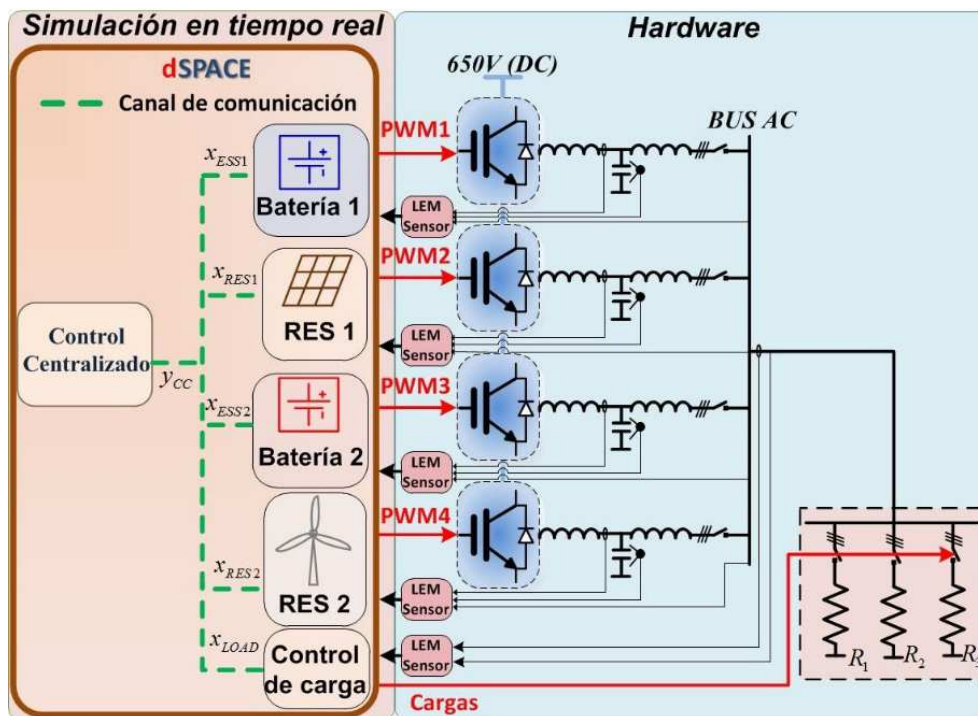 Simulación en tiempo real
Hardware
dSPACE
Canal de comunicación
650V (DC)
BUS AC
PWM1
x_ESS1
Batería 1
LEM
Sensor
PWM2
x_RES1
RES 1
LEM
Sensor
Control
Centralizado
y_CC
PWM3
x_ESS2
Batería 2
LEM
Sensor
PWM4
x_RES2
RES 2
LEM
Sensor
x_LOAD
Control
de carga
LEM
Sensor
Cargas
R_1
R_2